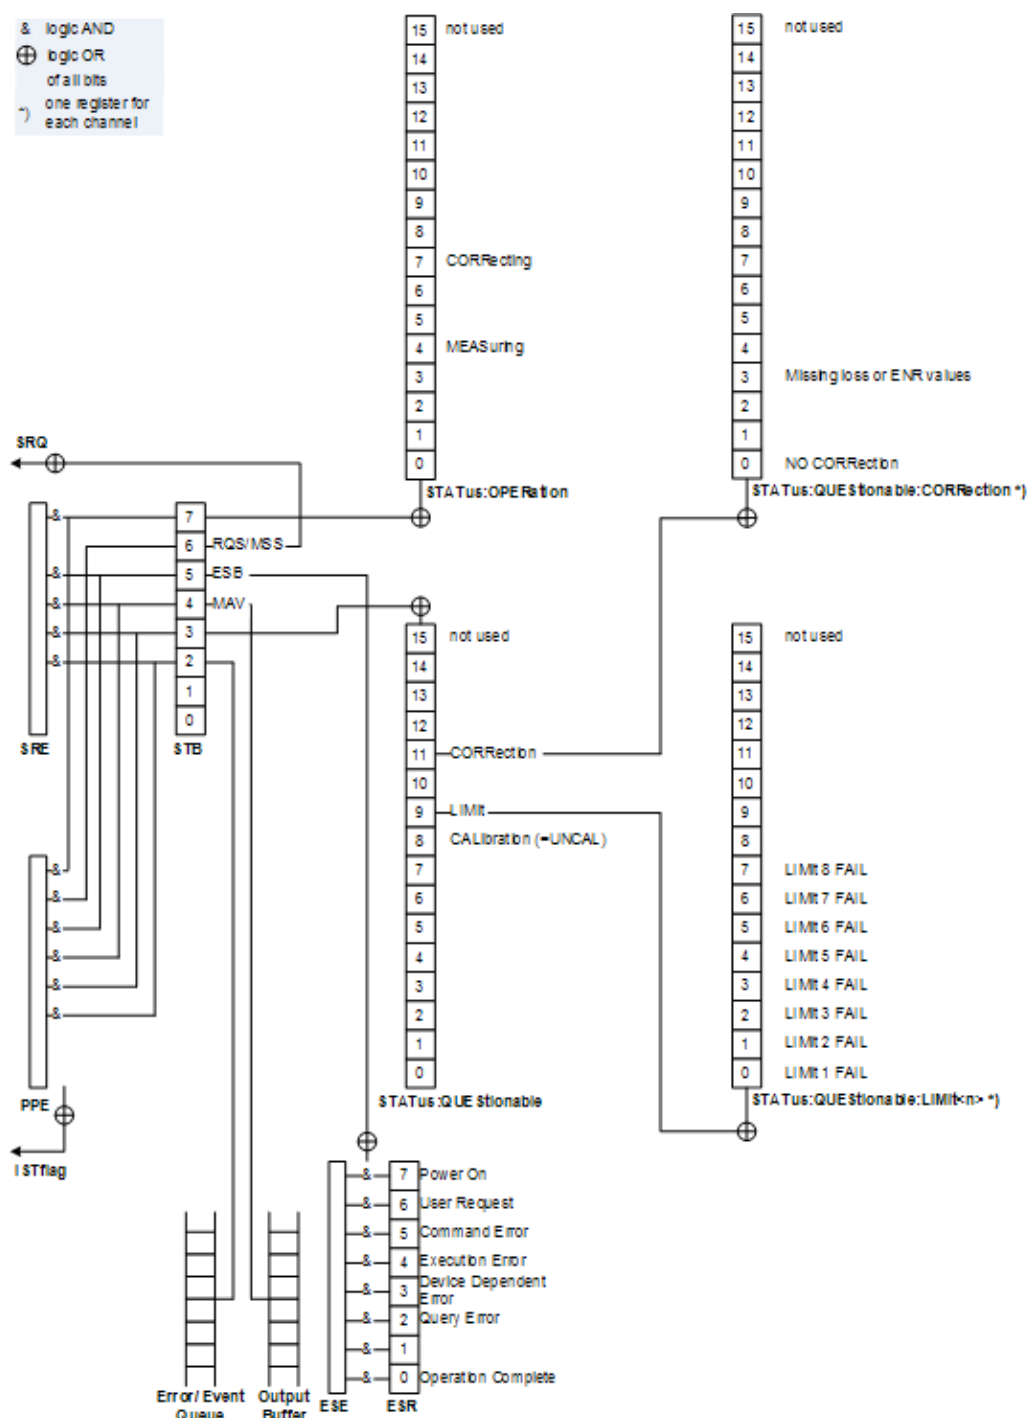 & logic AND
⊕ logic OR
of all bits
*) one register for
each channel
15 not used
14
13
12
11
10
9
8
7 CORRecting
6
5
4 MEASuring
3
2
1
0
STATus:OPERation
15 not used
14
13
12
11
10
9
8
7
6
5
4
3 Missing loss or ENR values
2
1
0 NO CORRection
STATus:QUEStionable:CORRection *)
SRQ
& 7
6 RQS/MSS
& 5 ESB
& 4 MAV
& 3
& 2
1
0
SRE
STB
15 not used
14
13
12
11 CORRection
10
9 LIMit
8 CALibration (=UNCAL)
7
6
5
4
3
2
1
0
STATus:QUEStionable
15 not used
14
13
12
11
10
9
8
7 LIMit 8 FAIL
6 LIMit 7 FAIL
5 LIMit 6 FAIL
4 LIMit 5 FAIL
3 LIMit 4 FAIL
2 LIMit 3 FAIL
1 LIMit 2 FAIL
0 LIMit 1 FAIL
STATus:QUEStionable:LIMit<n> *)
&
&
&
&
&
&
PPE
ISTflag
& 7 Power On
& 6 User Request
& 5 Command Error
& 4 Execution Error
& 3 Device Dependent
Error
& 2 Query Error
& 1
& 0 Operation Complete
ESE
ESR
Error/ Event
Queue
Output
Buffer